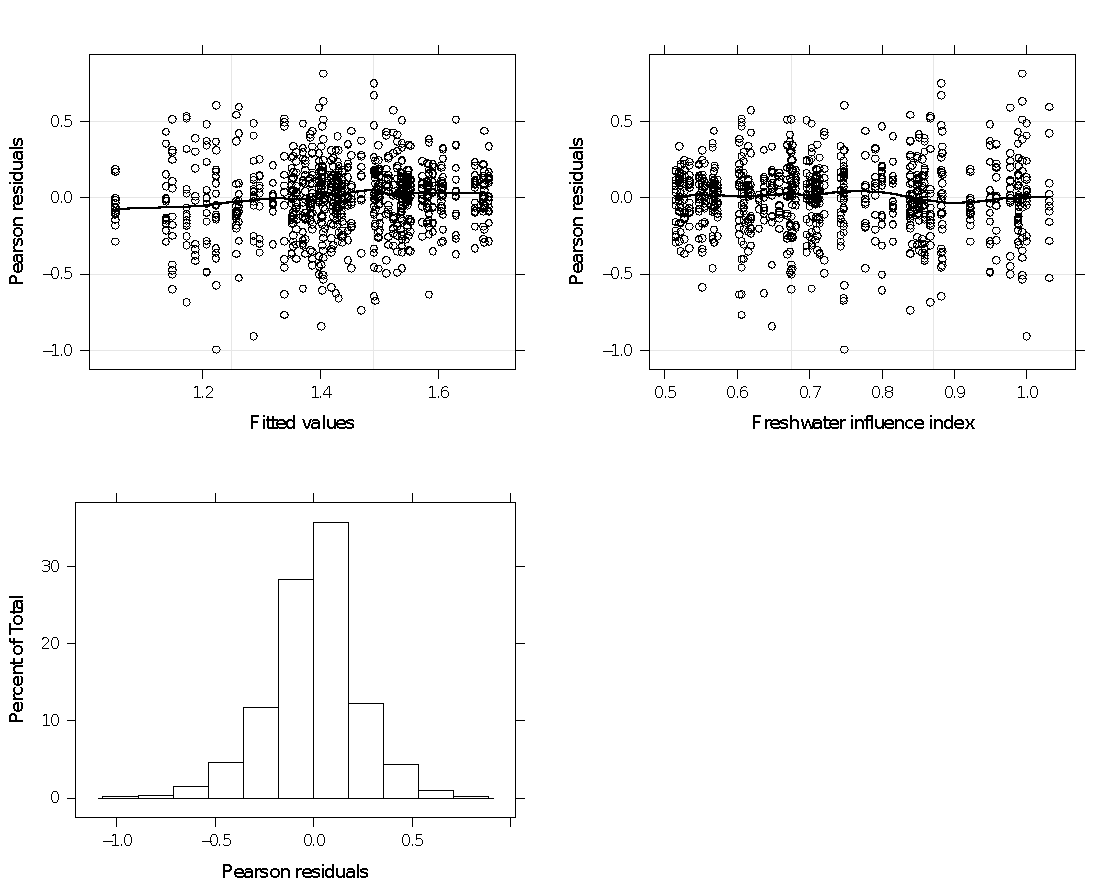 Pearson residuals
0.5
0.0
−0.5
−1.0
1.2 1.4 1.6
Fitted values
Pearson residuals
0.5
0.0
−0.5
−1.0
0.5 0.6 0.7 0.8 0.9 1.0
Freshwater influence index
Percent of Total
30
20
10
0
−1.0 −0.5 0.0 0.5
Pearson residuals